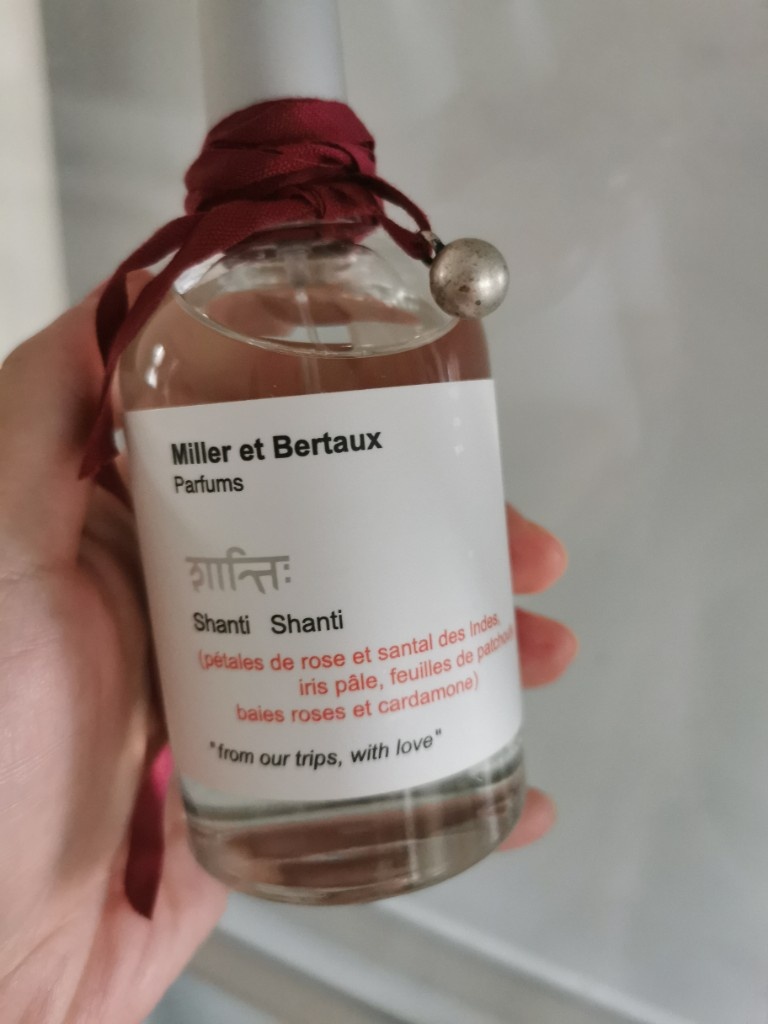 Miller et Bertaux
Parfums
शान्तिः
Shanti Shanti
(pétales de rose et santal des Indes,
iris pâle, feuilles de patchouli
baies roses et cardamone)
"from our trips, with love"